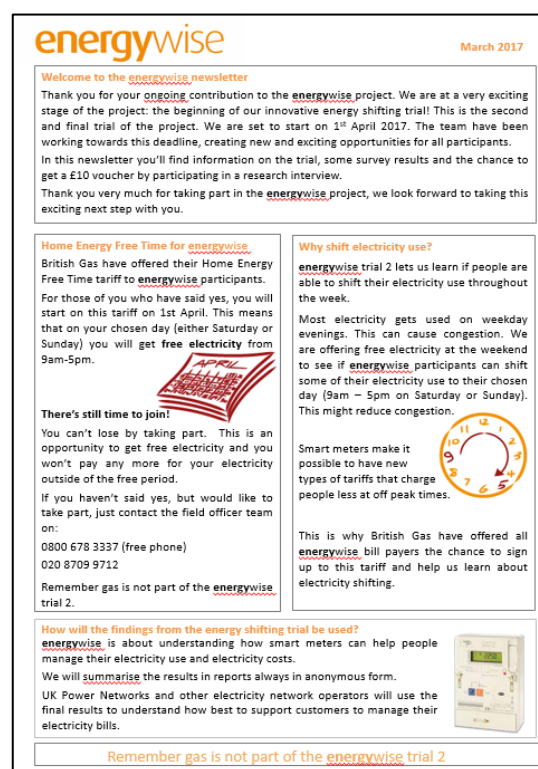 energywise
March 2017
Welcome to the energywise newsletter
Thank you for your ongoing contribution to the energywise project. We are at a very exciting
stage of the project: the beginning of our innovative energy shifting trial! This is the second
and final trial of the project. We are set to start on 1st April 2017. The team have been
working towards this deadline, creating new and exciting opportunities for all participants.
In this newsletter you'll find information on the trial, some survey results and the chance to
get a £10 voucher by participating in a research interview.
Thank you very much for taking part in the energywise project, we look forward to taking this
exciting next step with you.
Home Energy Free Time for energywise
British Gas have offered their Home Energy
Free Time tariff to energywise participants.
For those of you who have said yes, you will
start on this tariff on 1st April. This means
that on your chosen day (either Saturday or
Sunday) you will get free electricity from
9am-5pm.
APRIL
There's still time to join!
You can't lose by taking part. This is an
opportunity to get free electricity and you
won't pay any more for your electricity
outside of the free period.
If you haven't said yes, but would like to
take part, just contact the field officer team
on:
0800 678 3337 (free phone)
020 8709 9712
Remember gas is not part of the energywise
trial 2.
Why shift electricity use?
energywise trial 2 lets us learn if people are
able to shift their electricity use throughout
the week.
Most electricity gets used on weekday
evenings. This can cause congestion. We
are offering free electricity at the weekend
to see if energywise participants can shift
some of their electricity use to their chosen
day (9am – 5pm on Saturday or Sunday).
This might reduce congestion.
12 1 2 3 4 5 6 7 8 9 10 11
Smart meters make it
possible to have new
types of tariffs that charge
people less at off peak times.
This is why British Gas have offered all
energywise bill payers the chance to sign
up to this tariff and help us learn about
electricity shifting.
How will the findings from the energy shifting trial be used?
energywise is about understanding how smart meters can help people
manage their electricity use and electricity costs.
We will summarise the results in reports always in anonymous form.
UK Power Networks and other electricity network operators will use the
final results to understand how best to support customers to manage their
electricity bills.
Remember gas is not part of the energywise trial 2